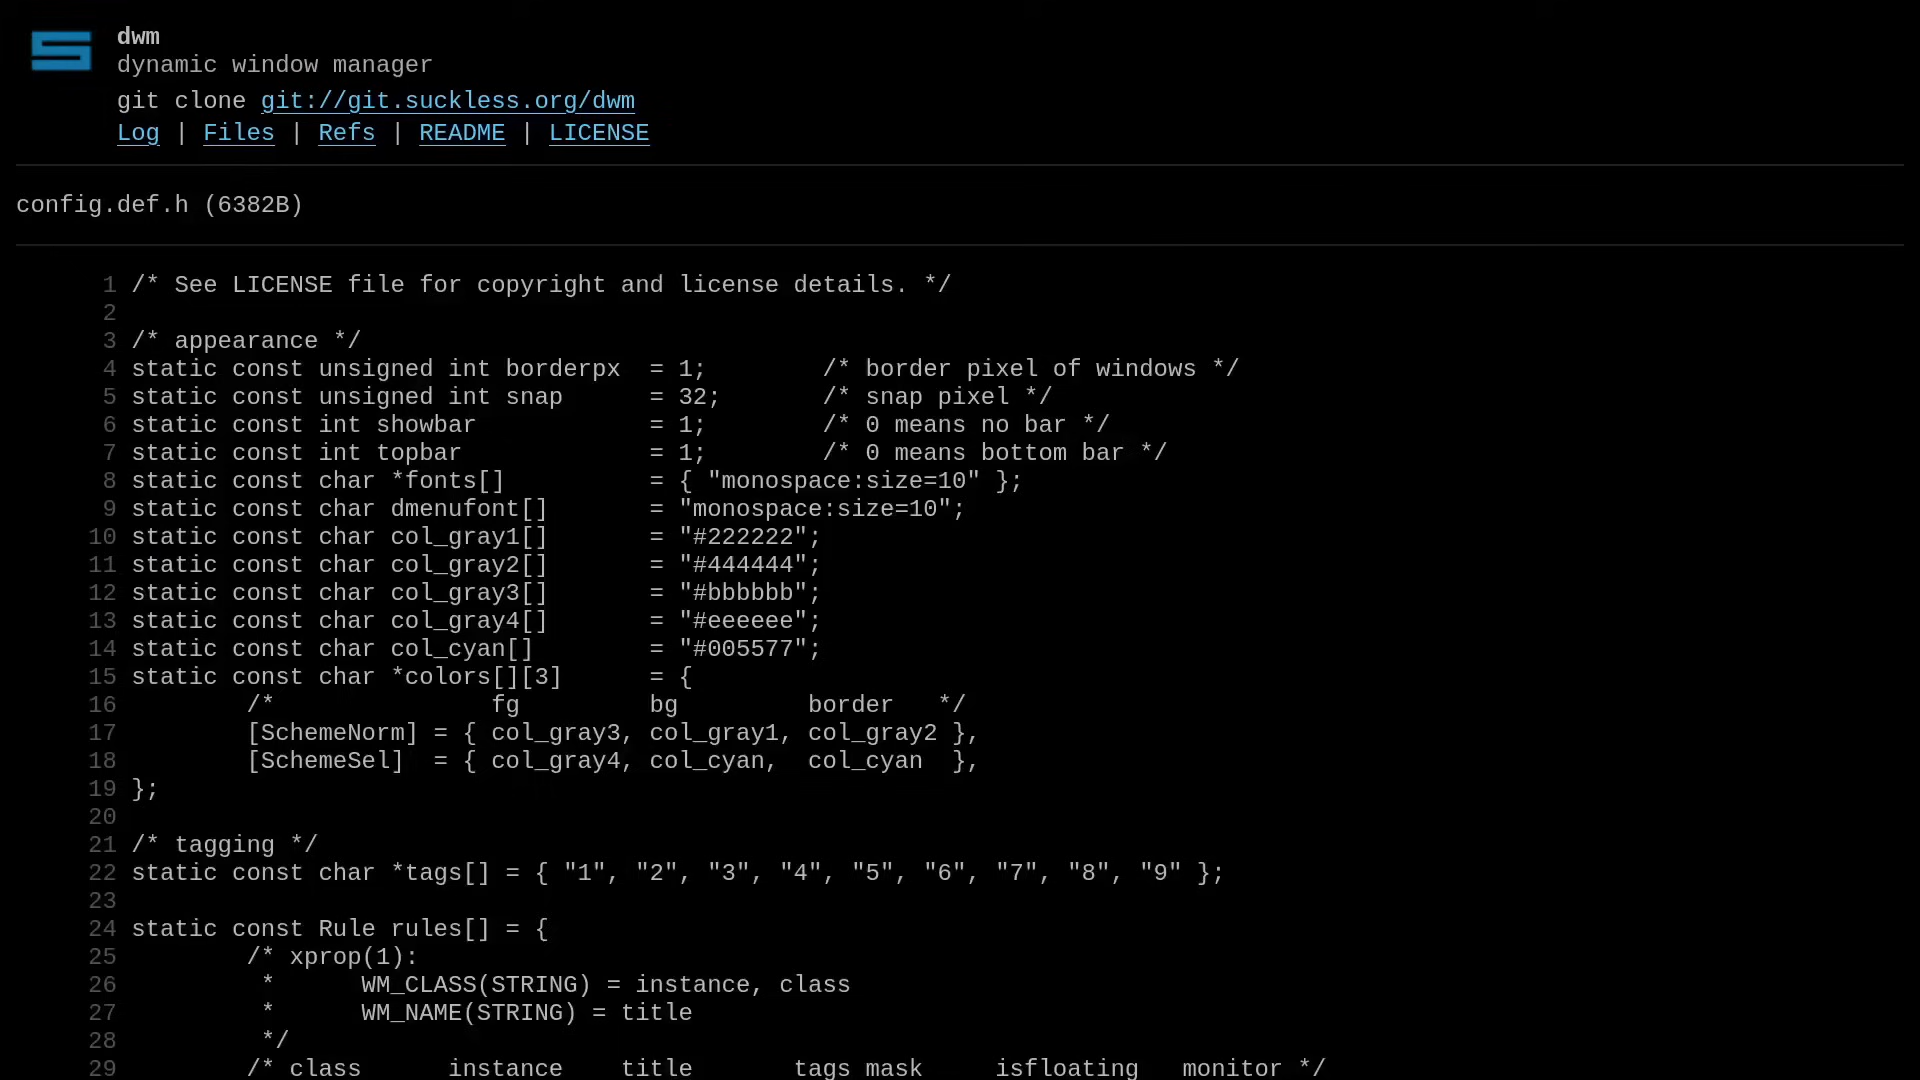 dwm
dynamic window manager
git clone git://git.suckless.org/dwm
Log | Files | Refs | README | LICENSE
config.def.h (6382B)
1 /* See LICENSE file for copyright and license details. */
2
3 /* appearance */
4 static const unsigned int borderpx  = 1;        /* border pixel of windows */
5 static const unsigned int snap      = 32;       /* snap pixel */
6 static const int showbar            = 1;        /* 0 means no bar */
7 static const int topbar             = 1;        /* 0 means bottom bar */
8 static const char *fonts[]          = { "monospace:size=10" };
9 static const char dmenufont[]       = "monospace:size=10";
10 static const char col_gray1[]       = "#222222";
11 static const char col_gray2[]       = "#444444";
12 static const char col_gray3[]       = "#bbbbbb";
13 static const char col_gray4[]       = "#eeeeee";
14 static const char col_cyan[]        = "#005577";
15 static const char *colors[][3]      = {
16         /*               fg         bg         border   */
17         [SchemeNorm] = { col_gray3, col_gray1, col_gray2 },
18         [SchemeSel]  = { col_gray4, col_cyan,  col_cyan  },
19 };
20
21 /* tagging */
22 static const char *tags[] = { "1", "2", "3", "4", "5", "6", "7", "8", "9" };
23
24 static const Rule rules[] = {
25         /* xprop(1):
26          *      WM_CLASS(STRING) = instance, class
27          *      WM_NAME(STRING) = title
28          */
29         /* class      instance    title       tags mask     isfloating   monitor */